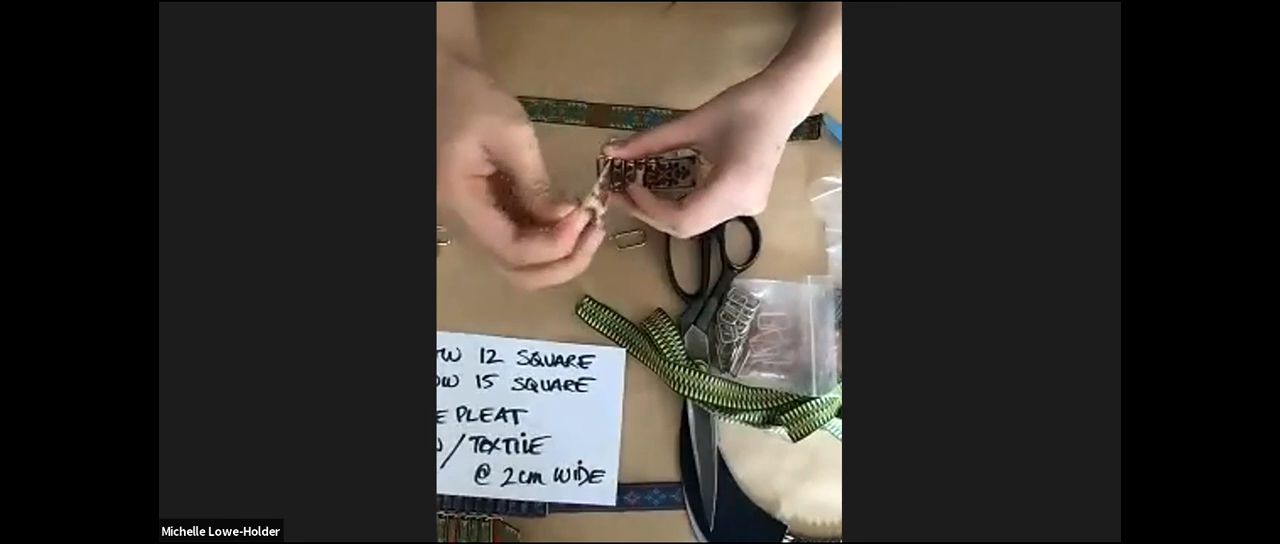 W 12 SQUARE
OW 15 SQUARE
E PLEAT
/TEXTILE
@ 2cm WIDE
Michelle Lowe-Holder